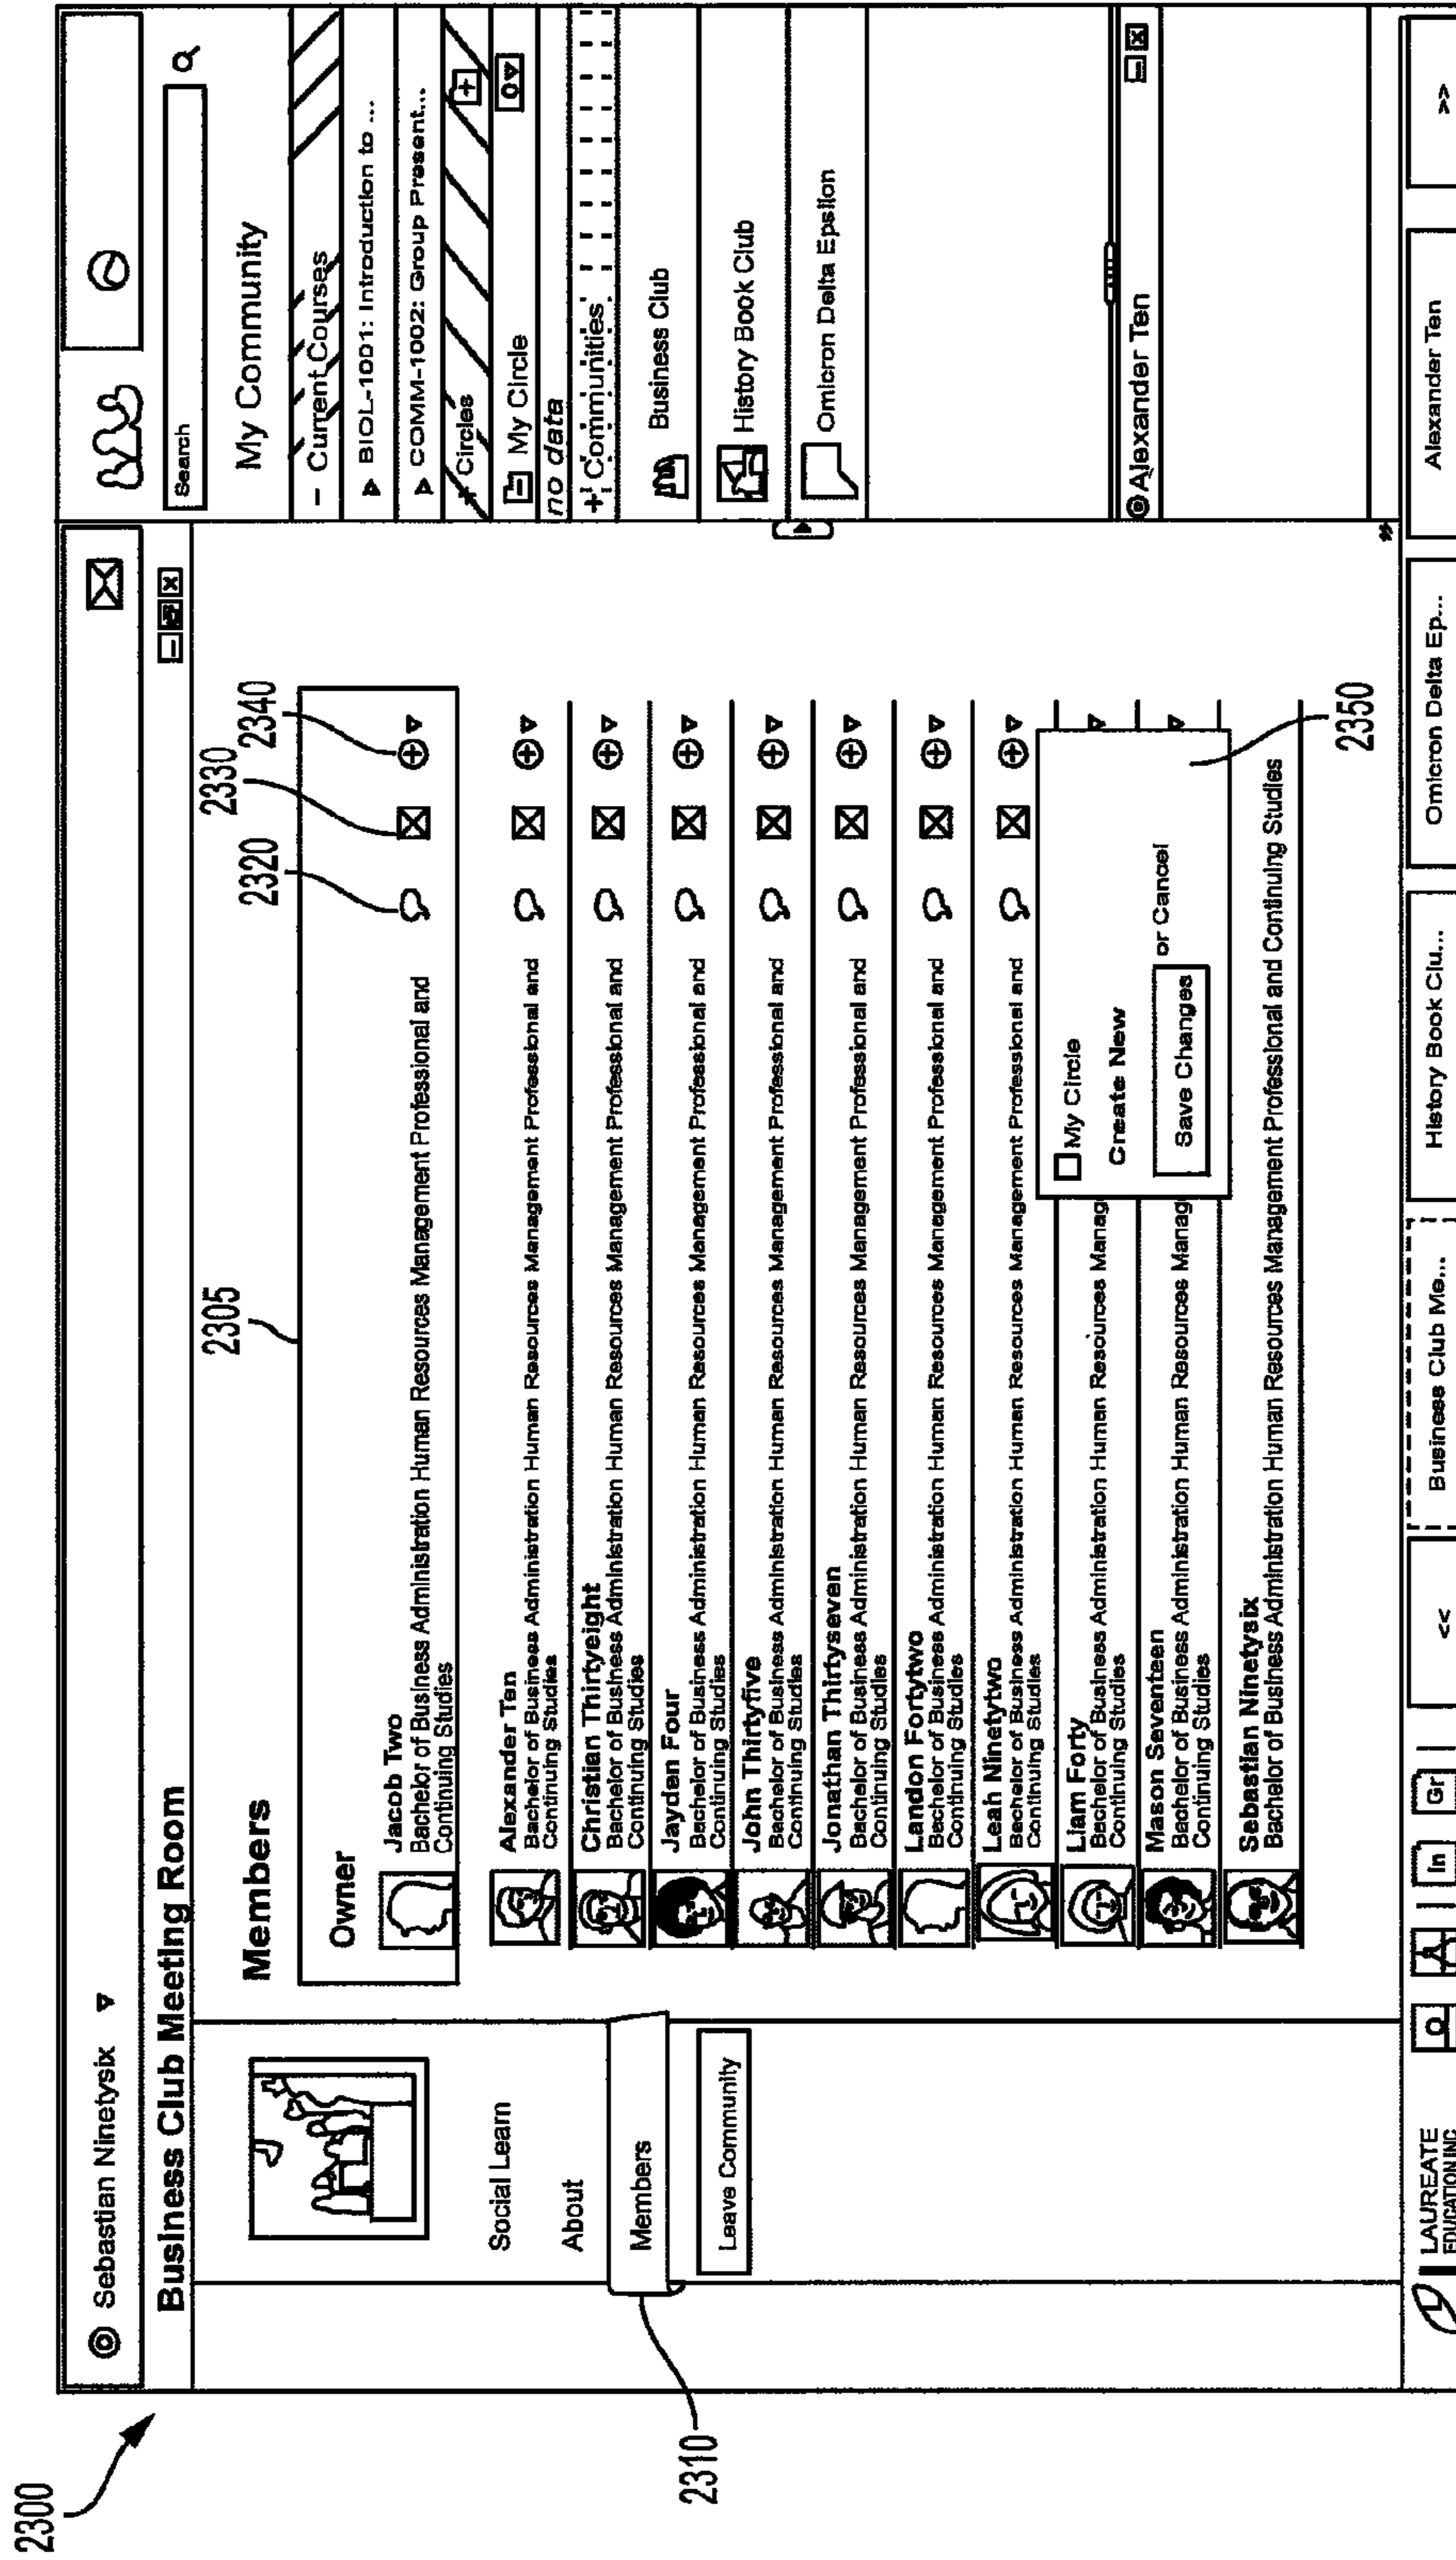 2300
Sebastian Ninetysix
Business Club Meeting Room
Social Learn
About
Members
Leave Community
2310
Members
2305
Owner
Jacob Two
Bachelor of Business Administration Human Resources Management Professional and
Continuing Studies
2320
2330
2340
Alexander Ten
Bachelor of Business Administration Human Resources Management Professional and
Continuing Studies
Christian Thirtyeight
Bachelor of Business Administration Human Resources Management Professional and
Continuing Studies
Jayden Four
Bachelor of Business Administration Human Resources Management Professional and
Continuing Studies
John Thirtyfive
Bachelor of Business Administration Human Resources Management Professional and
Continuing Studies
Jonathan Thirtyseven
Bachelor of Business Administration Human Resources Management Professional and
Continuing Studies
Landon Fortytwo
Bachelor of Business Administration Human Resources Management Professional and
Continuing Studies
Leah Ninetytwo
Bachelor of Business Administration Human Resources Management Professional and
Continuing Studies
Liam Forty
Bachelor of Business Administration Human Resources Manag
Continuing Studies
Mason Seventeen
Bachelor of Business Administration Human Resources Manag
Continuing Studies
Sebastian Ninetysix
Bachelor of Business Administration Human Resources Management Professional and Continuing Studies
My Circle
Create New
Save Changes or Cancel
2350
Search
My Community
- Current Courses
BIOL-1001: Introduction to ...
COMM-1002: Group Present...
Circles
My Circle
no data
+ Communities
Business Club
History Book Club
Omicron Delta Epsilon
Alexander Ten
LAUREATE
EDUCATION INC
In
Gr
<<
Business Club Me...
History Book Clu...
Omicron Delta Ep...
Alexander Ten
>>